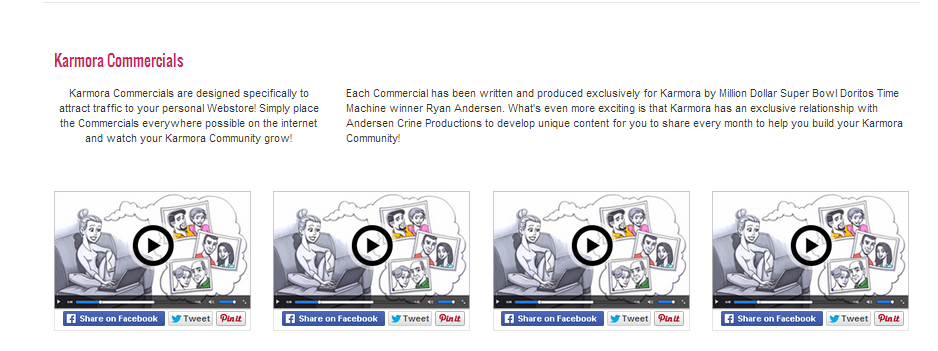 Karmora Commercials
Karmora Commercials are designed specifically to
attract traffic to your personal Webstore! Simply place
the Commercials everywhere possible on the internet
and watch your Karmora Community grow!
Each Commercial has been written and produced exclusively for Karmora by Million Dollar Super Bowl Doritos Time
Machine winner Ryan Andersen. What's even more exciting is that Karmora has an exclusive relationship with
Andersen Crine Productions to develop unique content for you to share every month to help you build your Karmora
Community!
Share on Facebook Tweet Pin it
Share on Facebook Tweet Pin it
Share on Facebook Tweet Pin it
Share on Facebook Tweet Pin it